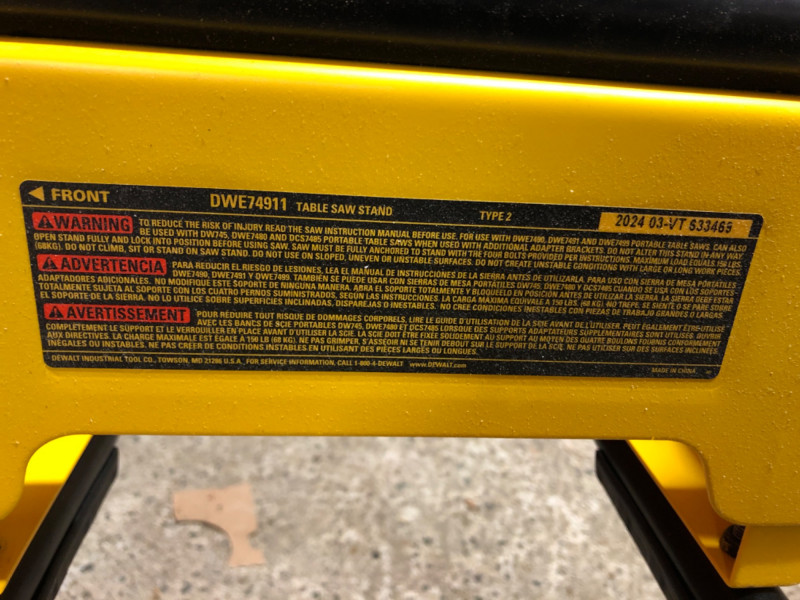 ◀ FRONT DWE74911 TABLE SAW STAND TYPE 2 2024 03-VT 633469
⚠ WARNING TO REDUCE THE RISK OF INJURY READ THE SAW INSTRUCTION MANUAL BEFORE USE. FOR USE WITH DWE7490, DWE7491 AND DWE7499 PORTABLE TABLE SAWS. CAN ALSO
BE USED WITH DW745, DWE7480 AND DCS7485 PORTABLE TABLE SAWS WHEN USED WITH ADDITIONAL ADAPTER BRACKETS. DO NOT ALTER THIS STAND IN ANY WAY.
OPEN STAND FULLY AND LOCK INTO POSITION BEFORE USING SAW. SAW MUST BE FULLY ANCHORED TO STAND WITH THE FOUR BOLTS PROVIDED PER INSTRUCTIONS. MAXIMUM LOAD EQUALS 150 LBS.
(68KG). DO NOT CLIMB, SIT OR STAND ON SAW STAND. DO NOT USE ON SLOPED, UNEVEN OR UNSTABLE SURFACES. DO NOT CREATE UNSTABLE CONDITIONS WITH LARGE OR LONG WORK PIECES.
⚠ ADVERTENCIA PARA REDUCIR EL RIESGO DE LESIONES, LEA EL MANUAL DE INSTRUCCIONES DE LA SIERRA ANTES DE UTILIZARLA. PARA USO CON SIERRA DE MESA PORTÁTILES
DWE7490, DWE7491 Y DWE7499. TAMBIÉN SE PUEDE USAR CON SIERRAS DE MESA PORTÁTILES DW745, DWE7480 Y DCS7485 CUANDO SE USA CON LOS SOPORTES
ADAPTADORES ADICIONALES. NO MODIFIQUE ESTE SOPORTE DE NINGUNA MANERA. ABRA EL SOPORTE TOTALMENTE Y BLOQUÉELO EN POSICIÓN ANTES DE UTILIZAR LA SIERRA. LA SIERRA DEBE ESTAR
TOTALMENTE SUJETA AL SOPORTE CON LOS CUATRO PERNOS SUMINISTRADOS, SEGÚN LAS INSTRUCCIONES. LA CARGA MÁXIMA EQUIVALE A 150 LBS. (68 KG) NO TREPE, SE SIENTE O SE PARE SOBRE
EL SOPORTE DE LA SIERRA. NO LO UTILICE SOBRE SUPERFICIES INCLINADAS, DISPAREJAS O INESTABLES. NO CREE CONDICIONES INESTABLES CON PIEZAS DE TRABAJO GRANDES O LARGAS.
⚠ AVERTISSEMENT POUR RÉDUIRE TOUT RISQUE DE DOMMAGES CORPORELS, LIRE LE GUIDE D'UTILISATION DE LA SCIE AVANT DE L'UTILISER. PEUT ÉGALEMENT ÊTRE UTILISÉ
AVEC LES BANCS DE SCIE PORTABLES DW745, DWE7480 ET DCS7485 LORSQUE DES SUPPORTS ADAPTATEURS SUPPLÉMENTAIRES SONT UTILISÉS. OUVRIR
COMPLÈTEMENT LE SUPPORT ET LE VERROUILLER EN PLACE AVANT D'UTILISER LA SCIE. LA SCIE DOIT ÊTRE FIXÉE SOLIDEMENT AU SUPPORT AU MOYEN DES QUATRE BOULONS FOURNIS CONFORMÉMENT
AUX DIRECTIVES. LA CHARGE MAXIMALE EST ÉGALE À 150 LB (68 KG). NE PAS GRIMPER, S'ASSEOIR NI SE TENIR DEBOUT SUR LE SUPPORT DE LA SCIE. NE PAS UTILISER SUR DES SURFACES INCLINÉES,
INÉGALES OU INSTABLES. NE PAS CRÉER DE CONDITIONS INSTABLES EN UTILISANT DES PIÈCES LARGES OU LONGUES.
DEWALT INDUSTRIAL TOOL CO., TOWSON, MD 21286 U.S.A., FOR SERVICE INFORMATION, CALL 1-800-4-DEWALT www.DEWALT.com MADE IN CHINA